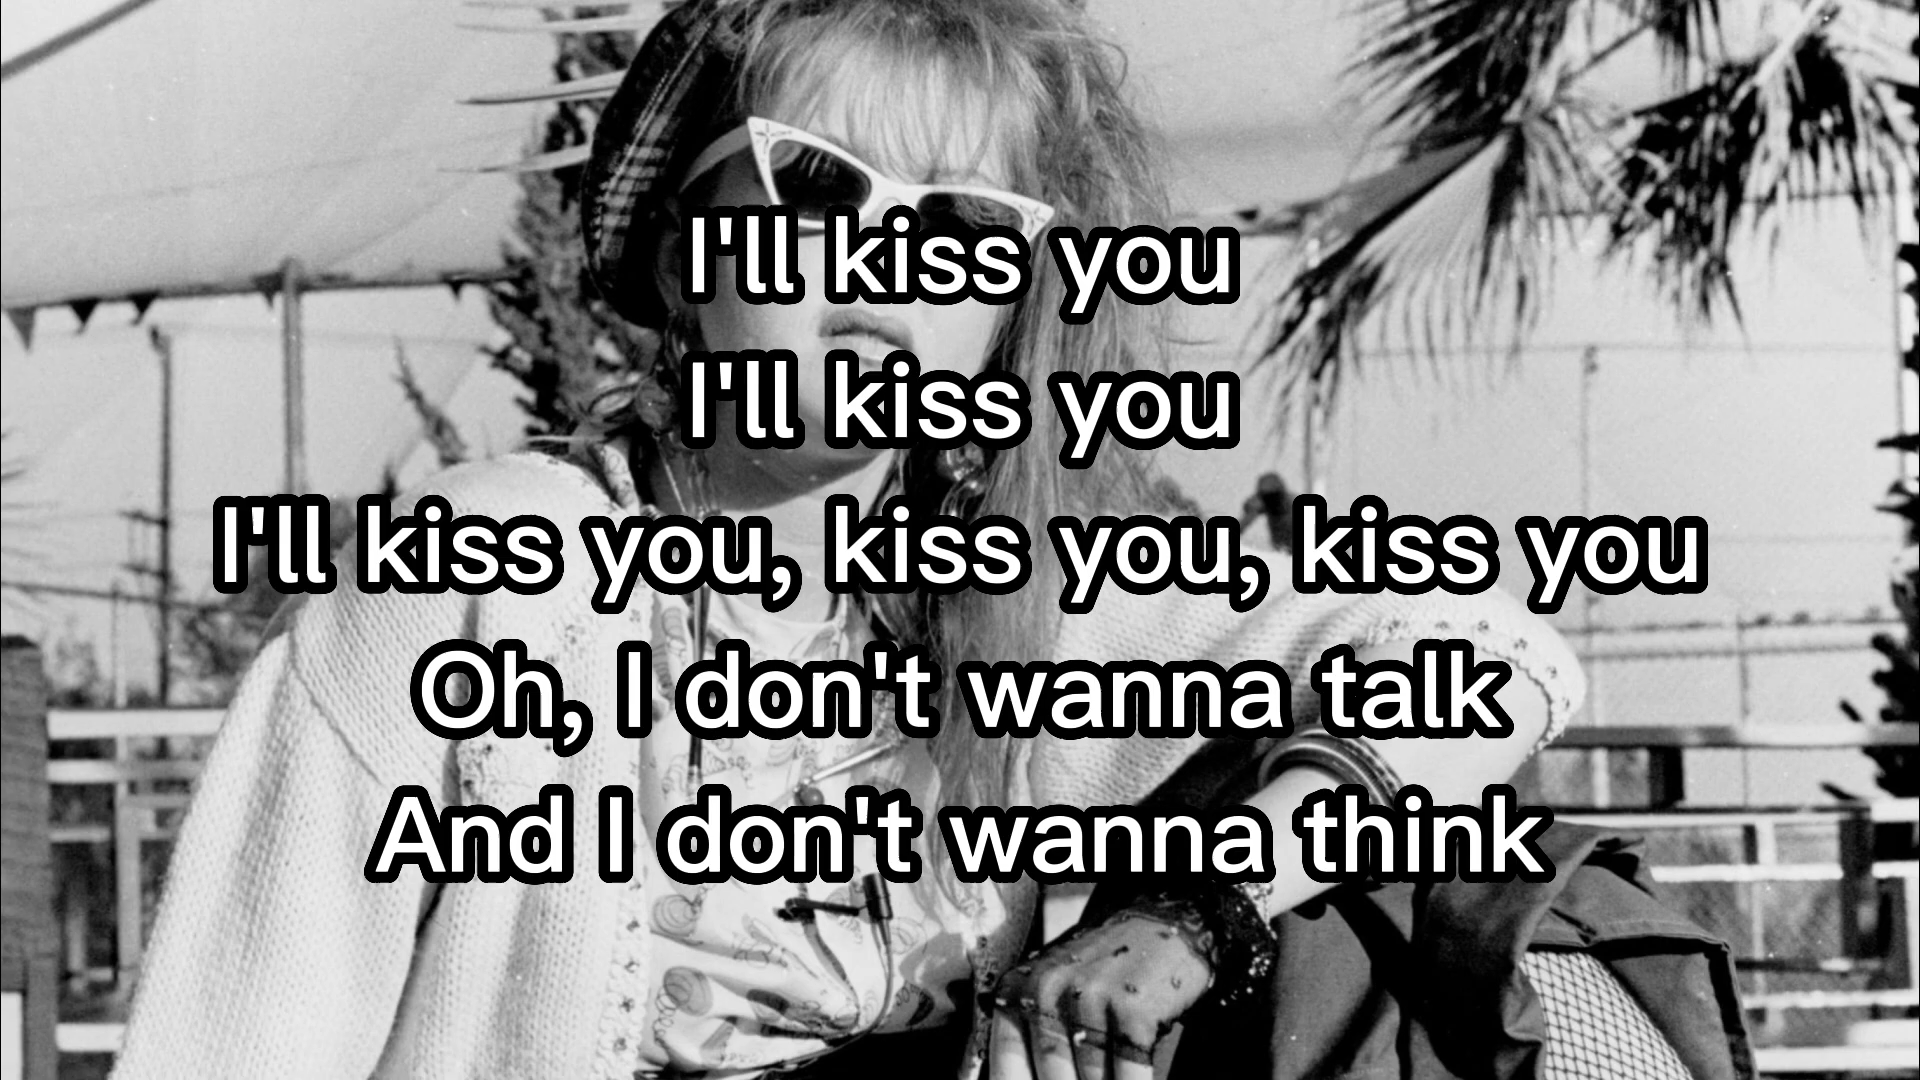 I'll kiss you
I'll kiss you
I'll kiss you, kiss you, kiss you
Oh, I don't wanna talk
And I don't wanna think